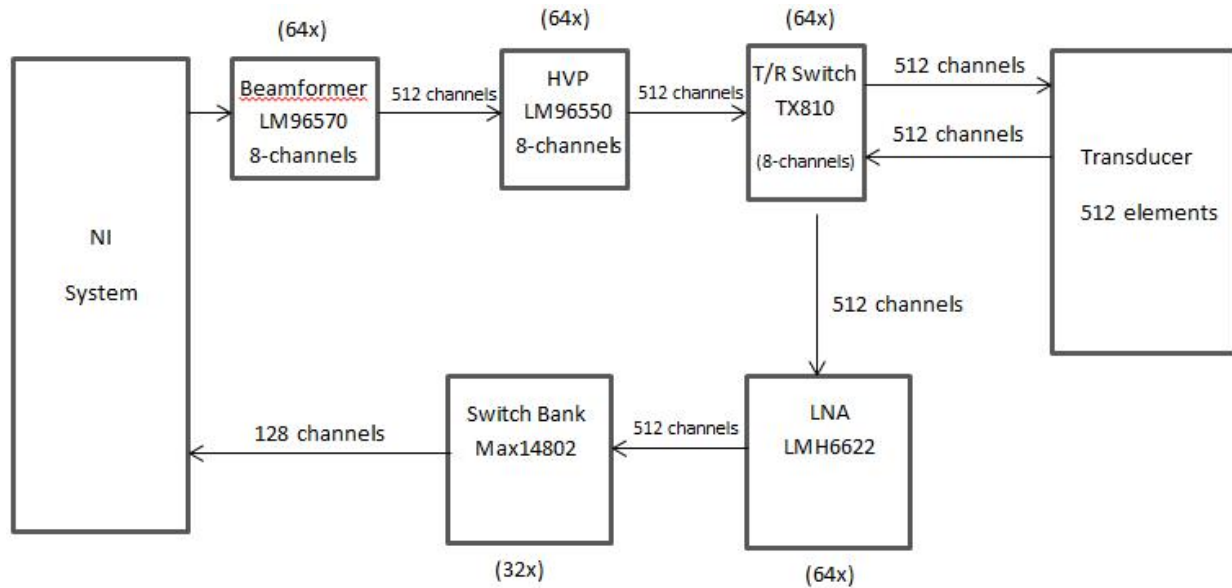 (64x)
(64x)
(64x)
Beamformer
LM96570
8-channels
512 channels
HVP
LM96550
8-channels
512 channels
T/R Switch
TX810
(8-channels)
512 channels
512 channels
Transducer
512 elements
NI
System
512 channels
128 channels
Switch Bank
Max14802
512 channels
LNA
LMH6622
(32x)
(64x)